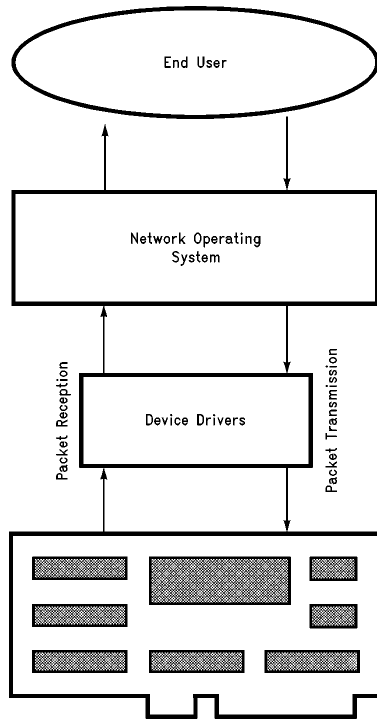 End User
Network Operating
System
Packet Reception
Device Drivers
Packet Transmission